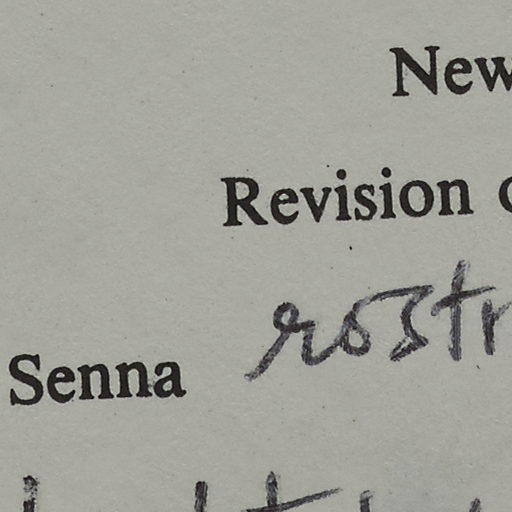 New
Revision
Senna rostr